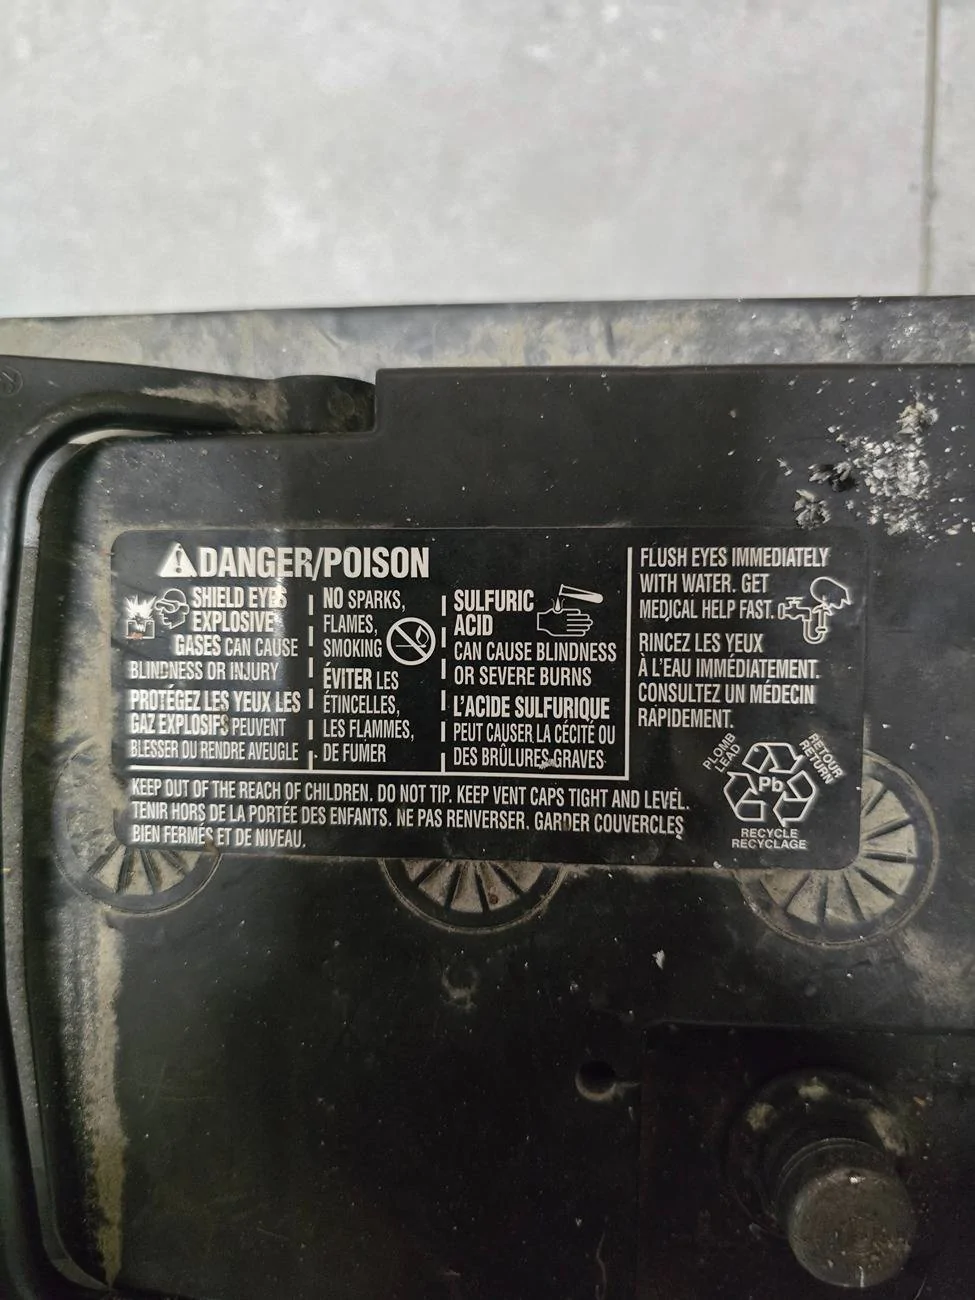 DANGER/POISON
SHIELD EYES
EXPLOSIVE
GASES CAN CAUSE
BLINDNESS OR INJURY
PROTÉGEZ LES YEUX LES
GAZ EXPLOSIFS PEUVENT
BLESSER OU RENDRE AVEUGLE
NO SPARKS,
FLAMES,
SMOKING
ÉVITER LES
ÉTINCELLES,
LES FLAMMES,
DE FUMER
SULFURIC
ACID
CAN CAUSE BLINDNESS
OR SEVERE BURNS
L'ACIDE SULFURIQUE
PEUT CAUSER LA CÉCITÉ OU
DES BRÛLURES GRAVES
FLUSH EYES IMMEDIATELY
WITH WATER. GET
MEDICAL HELP FAST.
RINCEZ LES YEUX
À L'EAU IMMÉDIATEMENT.
CONSULTEZ UN MÉDECIN
RAPIDEMENT.
KEEP OUT OF THE REACH OF CHILDREN. DO NOT TIP. KEEP VENT CAPS TIGHT AND LEVEL.
TENIR HORS DE LA PORTÉE DES ENFANTS. NE PAS RENVERSER. GARDER COUVERCLES
BIEN FERMÉS ET DE NIVEAU.
PLOMB
LEAD
RETOUR
RETURN
Pb
RECYCLE
RECYCLAGE